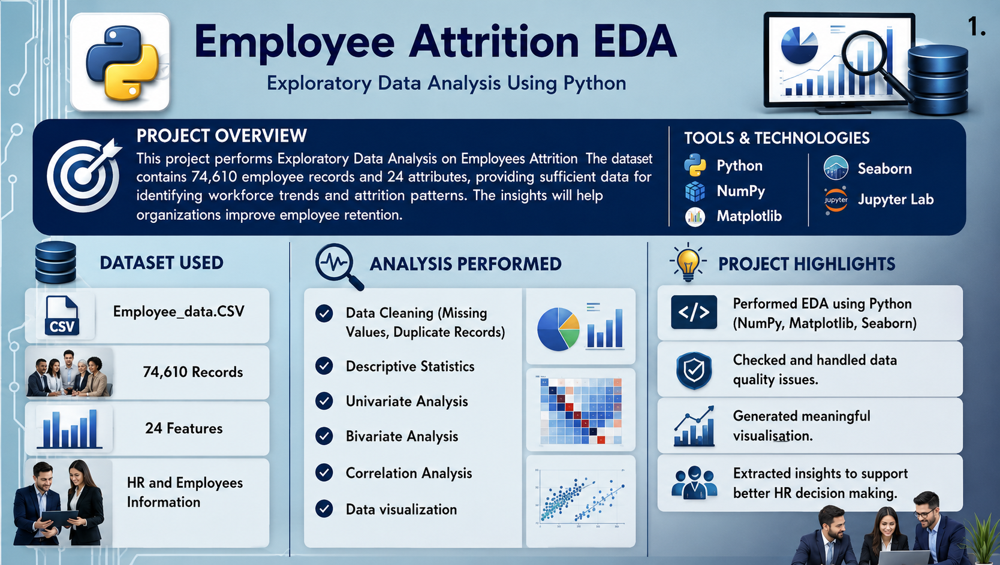 1.
Employee Attrition EDA
Exploratory Data Analysis Using Python
PROJECT OVERVIEW
This project performs Exploratory Data Analysis on Employees Attrition  The dataset
contains 74,610 employee records and 24 attributes, providing sufficient data for
identifying workforce trends and attrition patterns. The insights will help
organizations improve employee retention.
TOOLS & TECHNOLOGIES
Python
NumPy
Matplotlib
Seaborn
Jupyter
Jupyter Lab
DATASET USED
CSV
Employee_data.CSV
74,610 Records
24 Features
HR and Employees
Information
ANALYSIS PERFORMED
Data Cleaning (Missing
Values, Duplicate Records)
Descriptive Statistics
Univariate Analysis
Bivariate Analysis
Correlation Analysis
Data visualization
PROJECT HIGHLIGHTS
</>
Performed EDA using Python
(NumPy, Matplotlib, Seaborn)
Checked and handled data
quality issues.
Generated meaningful
visualisation.
Extracted insights to support
better HR decision making.